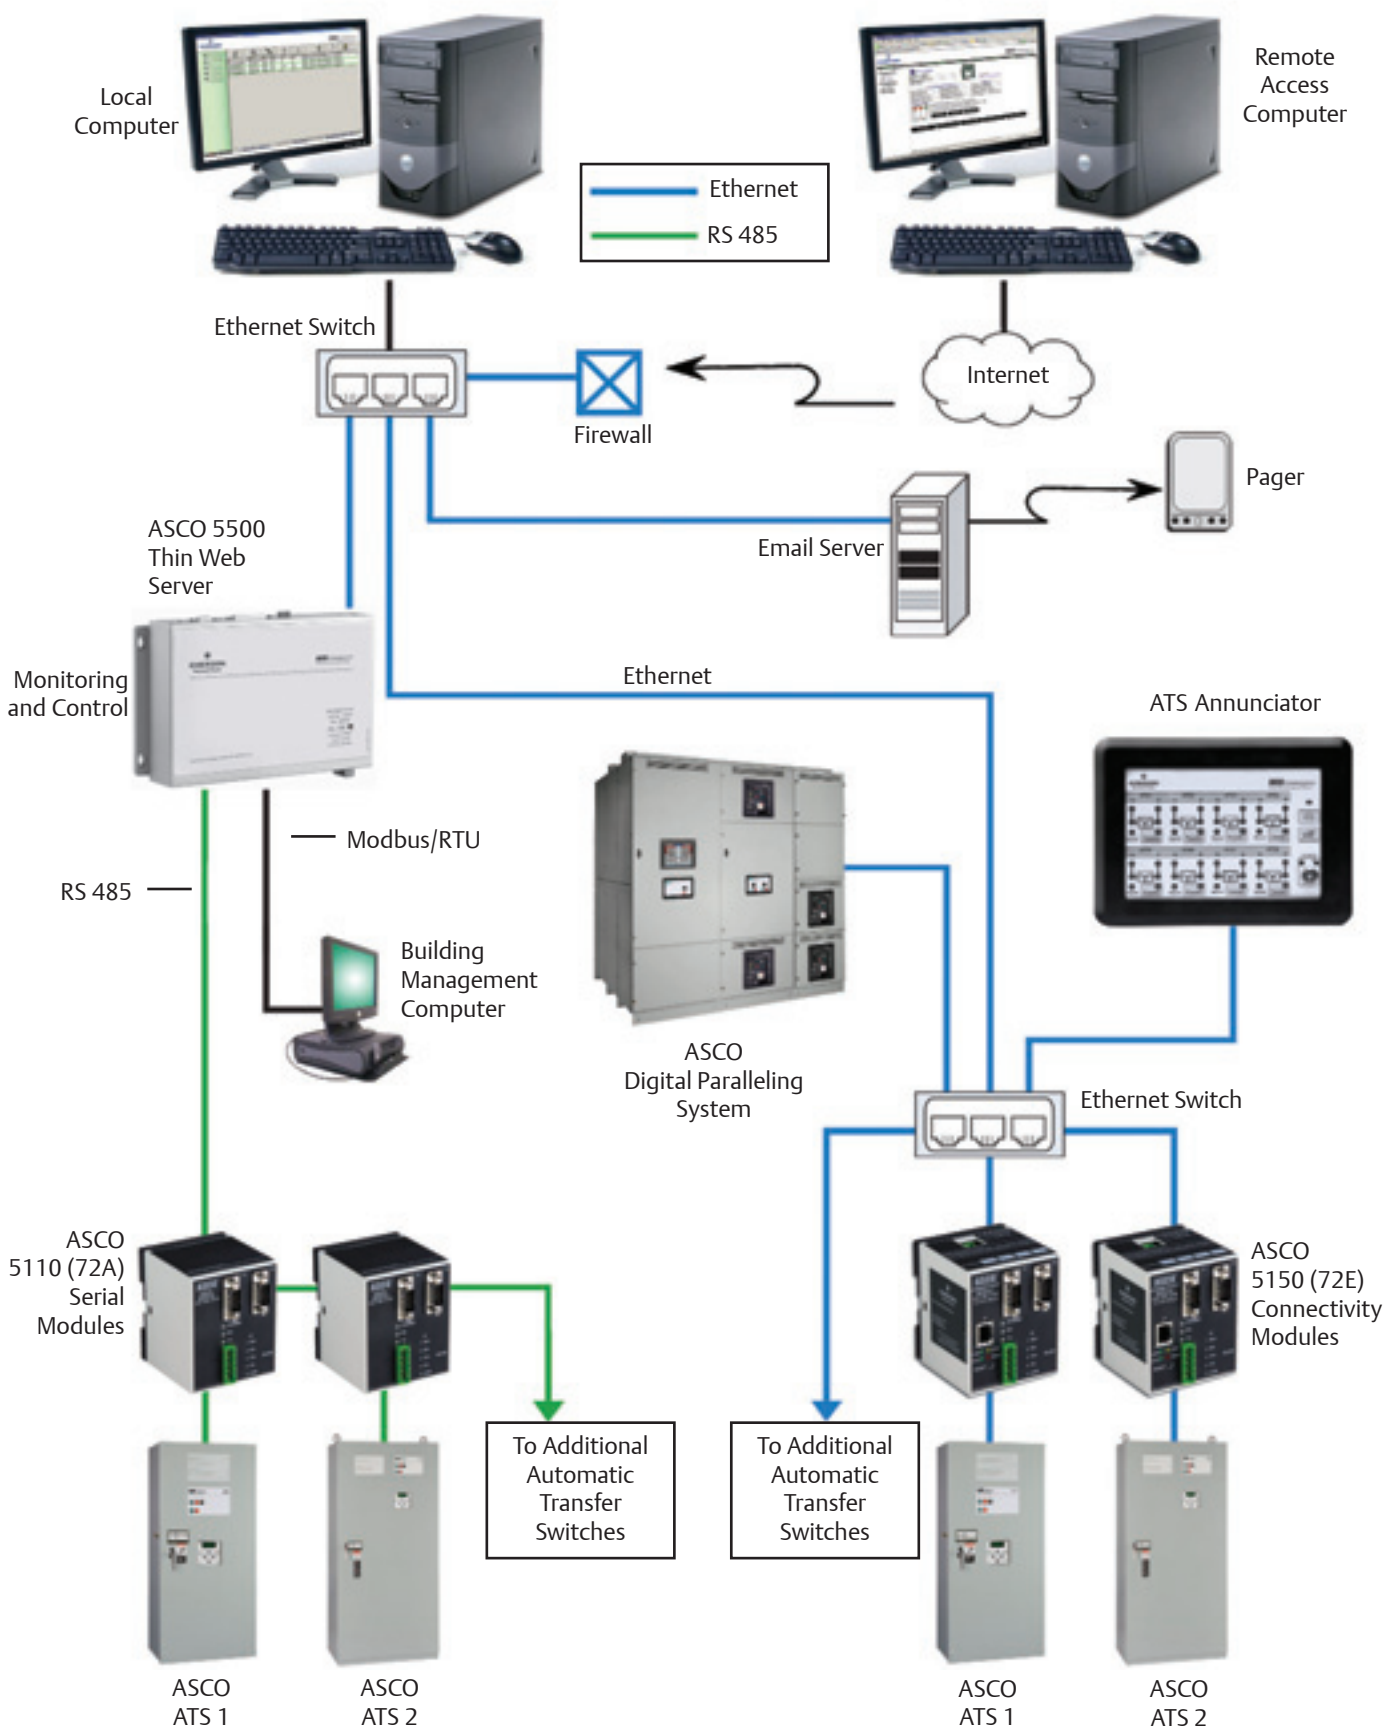 Local
Computer
Remote
Access
Computer
Ethernet
RS 485
Ethernet Switch
Internet
Firewall
Pager
Email Server
ASCO 5500
Thin Web
Server
Monitoring
and Control
Ethernet
ATS Annunciator
Modbus/RTU
RS 485
Building
Management
Computer
ASCO
Digital Paralleling
System
Ethernet Switch
ASCO
5110 (72A)
Serial
Modules
ASCO
5150 (72E)
Connectivity
Modules
To Additional
Automatic
Transfer
Switches
To Additional
Automatic
Transfer
Switches
ASCO
ATS 1
ASCO
ATS 2
ASCO
ATS 1
ASCO
ATS 2